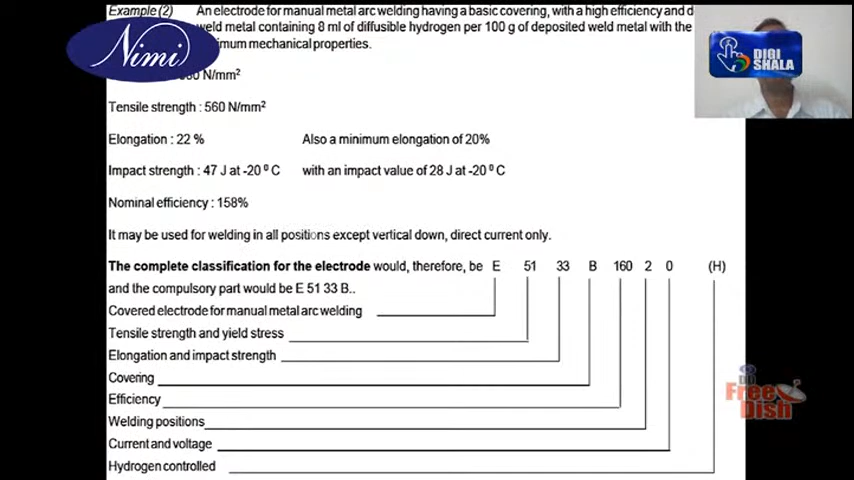 Example (2) An electrode for manual metal arc welding having a basic covering, with a high efficiency and
weld metal containing 8 ml of diffusible hydrogen per 100 g of deposited weld metal with the
mechanical properties.
Nimi
DIGI
SHALA
N/mm²
Tensile strength : 560 N/mm²
Elongation : 22 % Also a minimum elongation of 20%
Impact strength : 47 J at -20 ⁰ C with an impact value of 28 J at -20 ⁰ C
Nominal efficiency : 158%
It may be used for welding in all positions except vertical down, direct current only.
The complete classification for the electrode would, therefore, be E 51 33 B 160 2 0 (H)
and the compulsory part would be E 51 33 B..
Covered electrode for manual metal arc welding
Tensile strength and yield stress
Elongation and impact strength
Covering
Efficiency
Welding positions
Current and voltage
Hydrogen controlled
DD
Free
Dish